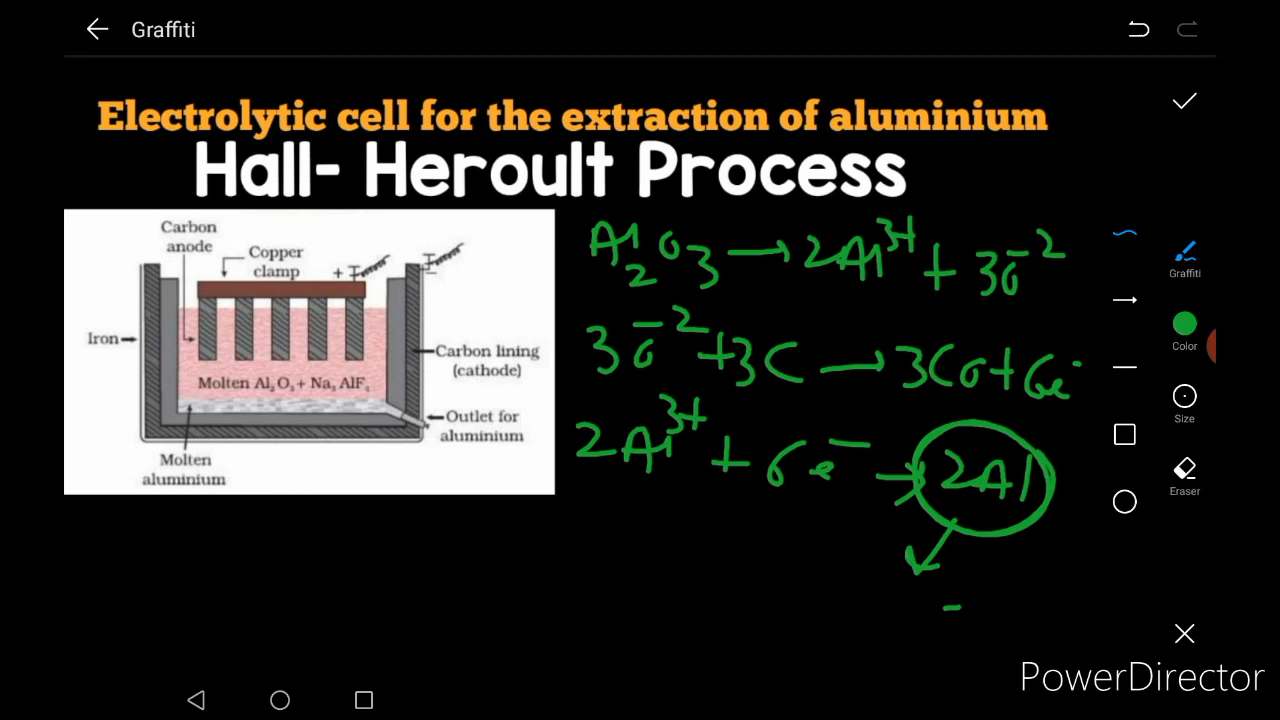 Graffiti
Electrolytic cell for the extraction of aluminium
Hall- Heroult Process
Carbon
anode
Copper
clamp
+
−
Iron
Carbon lining
(cathode)
Molten Al₂O₃ + Na₃ AlF₆
Outlet for
aluminium
Molten
aluminium
Al₂O₃ → 2Al³⁺ + 3O⁻²
3O⁻² + 3C → 3CO + 6e⁻
2Al³⁺ + 6e⁻ → 2Al
Graffiti
Color
Size
Eraser
PowerDirector